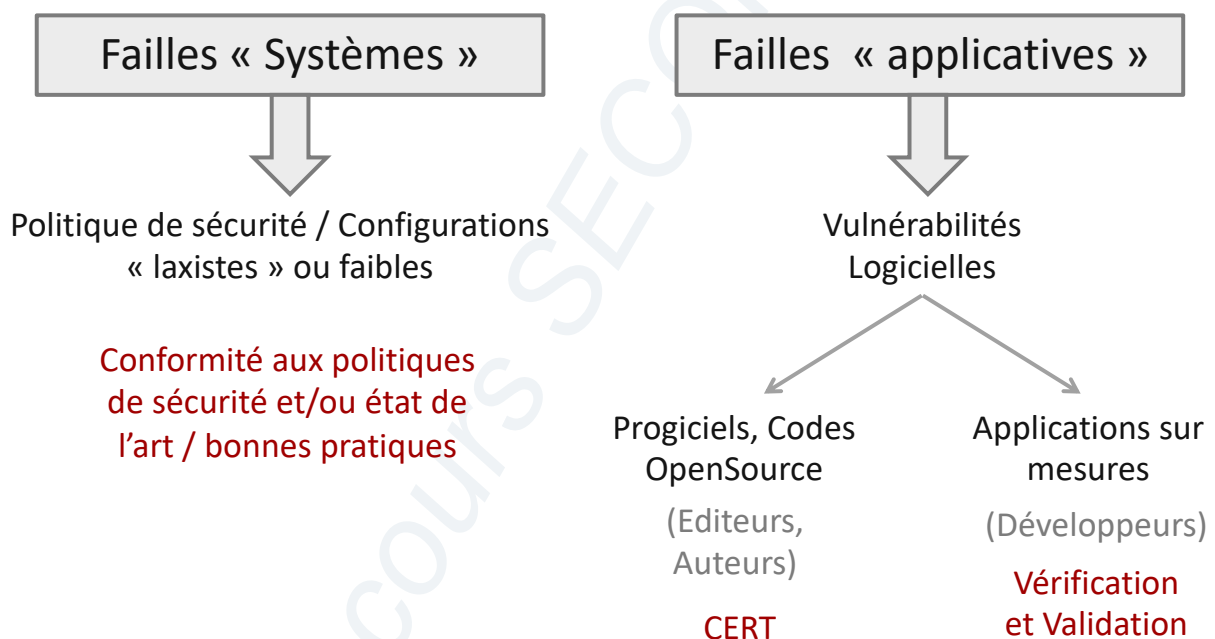 Failles « Systèmes »
Failles « applicatives »
Politique de sécurité / Configurations
« laxistes » ou faibles
Vulnérabilités
Logicielles
Conformité aux politiques
de sécurité et/ou état de
l’art / bonnes pratiques
Progiciels, Codes
OpenSource
(Editeurs,
Auteurs)
CERT
Applications sur
mesures
(Développeurs)
Vérification
et Validation
cours SECO